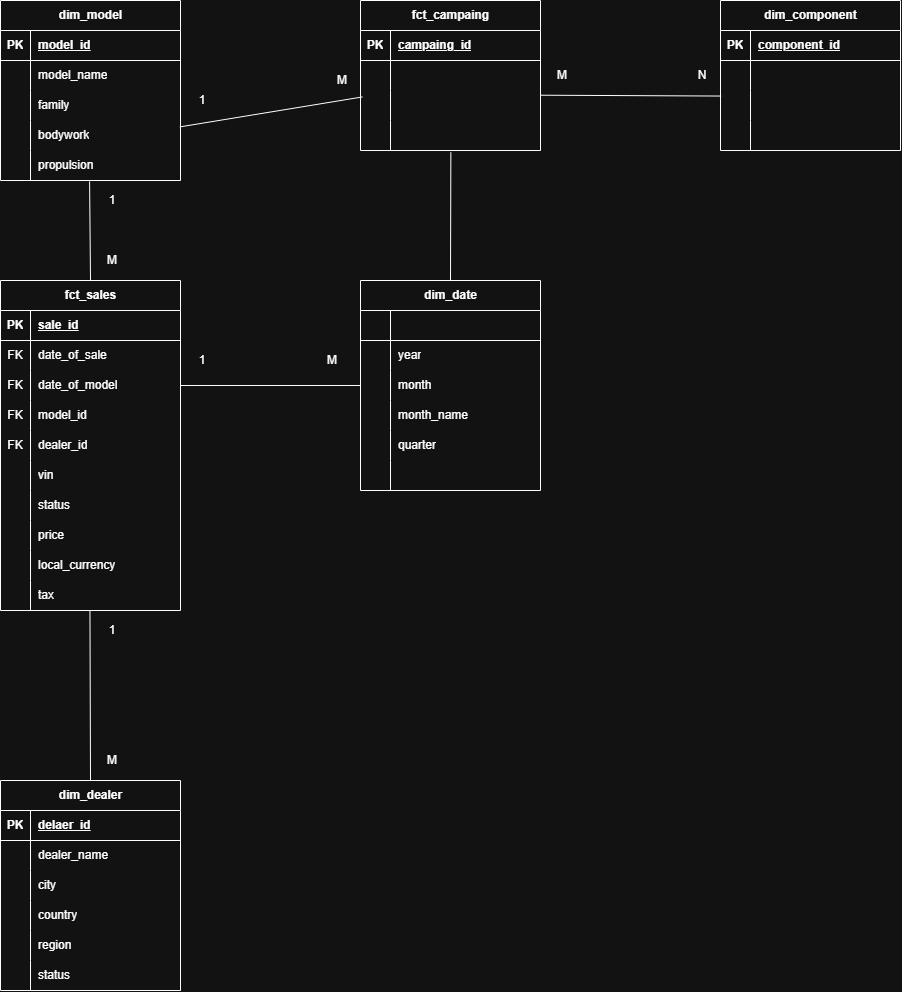 dim_model
PK model_id
model_name
family
bodywork
propulsion
1
M
fct_campaing
PK campaing_id
M
N
dim_component
PK component_id
1
M
fct_sales
PK sale_id
FK date_of_sale
FK date_of_model
FK model_id
FK dealer_id
vin
status
price
local_currency
tax
1
M
dim_date
year
month
month_name
quarter
1
M
dim_dealer
PK delaer_id
dealer_name
city
country
region
status